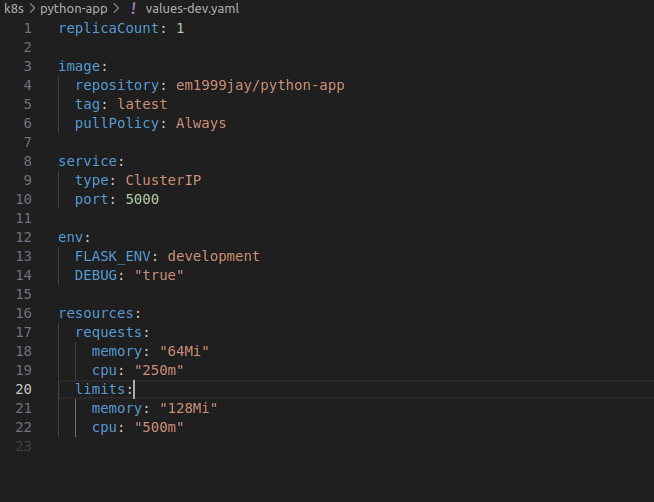 k8s > python-app > ! values-dev.yaml
1 replicaCount: 1
2
3 image:
4   repository: em1999jay/python-app
5   tag: latest
6   pullPolicy: Always
7
8 service:
9   type: ClusterIP
10   port: 5000
11
12 env:
13   FLASK_ENV: development
14   DEBUG: "true"
15
16 resources:
17   requests:
18     memory: "64Mi"
19     cpu: "250m"
20   limits:
21     memory: "128Mi"
22     cpu: "500m"
23